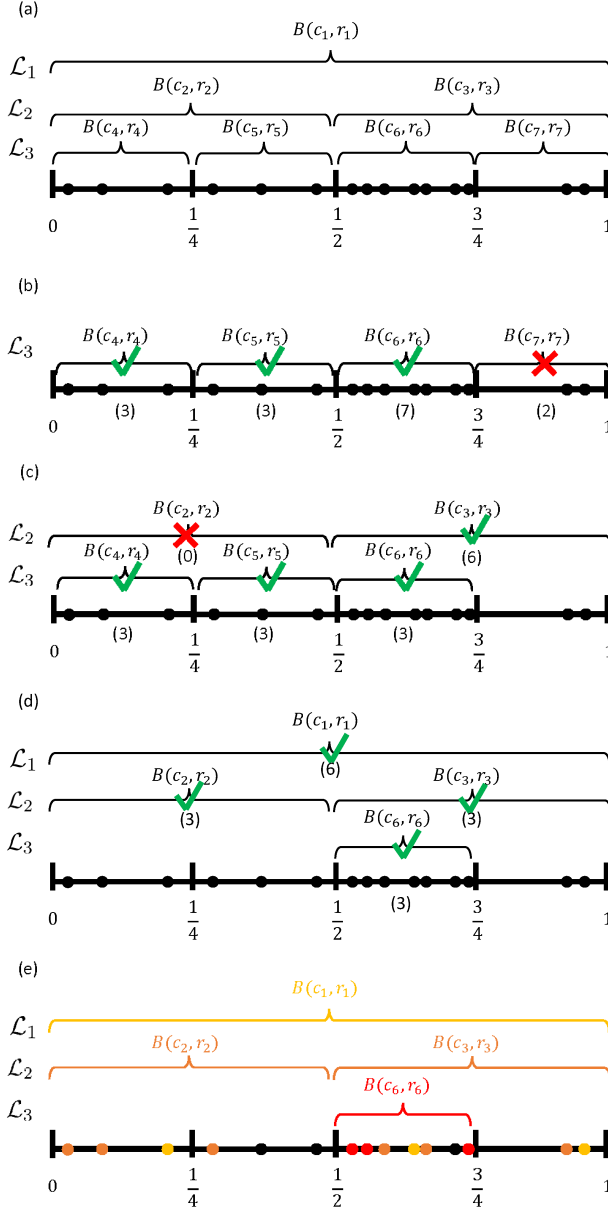 (a)
B(c₁, r₁)
ℒ₁
B(c₂, r₂) B(c₃, r₃)
ℒ₂
B(c₄, r₄) B(c₅, r₅) B(c₆, r₆) B(c₇, r₇)
ℒ₃
0 1/4 1/2 3/4 1
(b)
B(c₄, r₄) B(c₅, r₅) B(c₆, r₆) B(c₇, r₇)
ℒ₃
(3) (3) (7) (2)
0 1/4 1/2 3/4 1
(c)
B(c₂, r₂) B(c₃, r₃)
ℒ₂
(0) (6)
B(c₄, r₄) B(c₅, r₅) B(c₆, r₆)
ℒ₃
(3) (3) (3)
0 1/4 1/2 3/4 1
(d)
B(c₁, r₁)
ℒ₁
(6)
B(c₂, r₂) B(c₃, r₃)
ℒ₂
(3) (3)
B(c₆, r₆)
ℒ₃
(3)
0 1/4 1/2 3/4 1
(e)
B(c₁, r₁)
ℒ₁
B(c₂, r₂) B(c₃, r₃)
ℒ₂
B(c₆, r₆)
ℒ₃
0 1/4 1/2 3/4 1